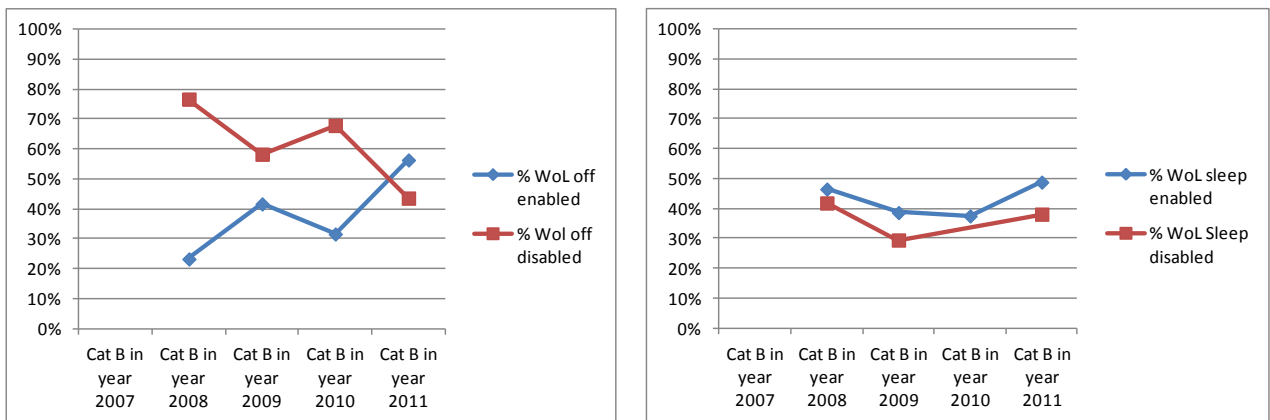 100%
90%
80%
70%
60%
50%
40%
30%
20%
10%
0%
Cat B in
year
2007
Cat B in
year
2008
Cat B in
year
2009
Cat B in
year
2010
Cat B in
year
2011
% WoL off
enabled
% Wol off
disabled
100%
90%
80%
70%
60%
50%
40%
30%
20%
10%
0%
Cat B in
year
2007
Cat B in
year
2008
Cat B in
year
2009
Cat B in
year
2010
Cat B in
year
2011
% WoL sleep
enabled
% WoL Sleep
disabled